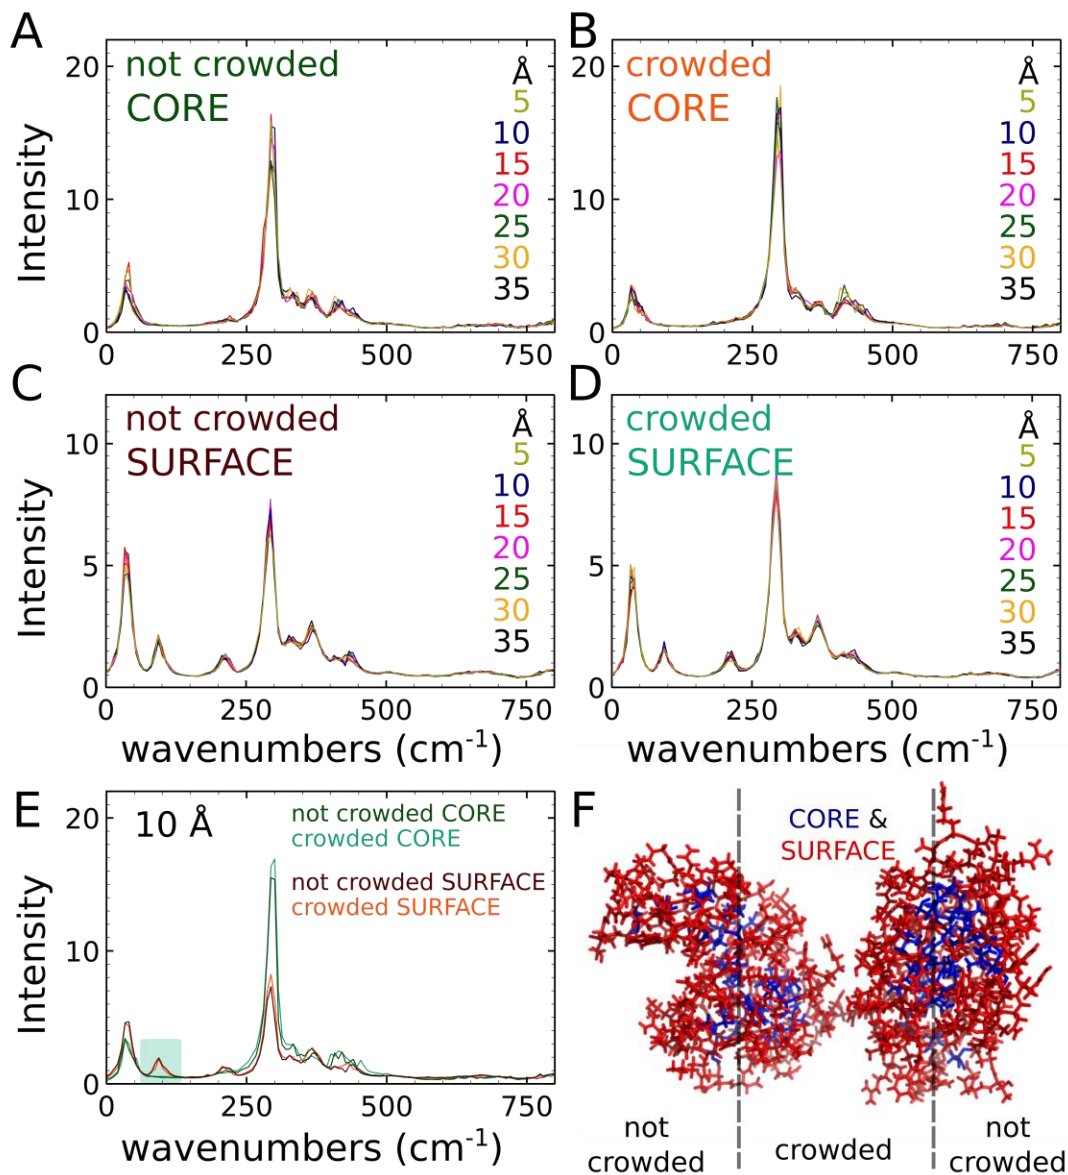 A
not crowded
CORE
Å
5
10
15
20
25
30
35
20
10
0
Intensity
0 250 500 750
B
crowded
CORE
Å
5
10
15
20
25
30
35
20
10
0
0 250 500 750
C
not crowded
SURFACE
Å
5
10
15
20
25
30
35
10
5
0
Intensity
0 250 500 750
wavenumbers (cm⁻¹)
D
crowded
SURFACE
Å
5
10
15
20
25
30
35
10
5
0
0 250 500 750
wavenumbers (cm⁻¹)
E
10 Å
not crowded CORE
crowded CORE
not crowded SURFACE
crowded SURFACE
20
10
0
Intensity
0 250 500 750
wavenumbers (cm⁻¹)
F
CORE &
SURFACE
not
crowded
crowded
not
crowded